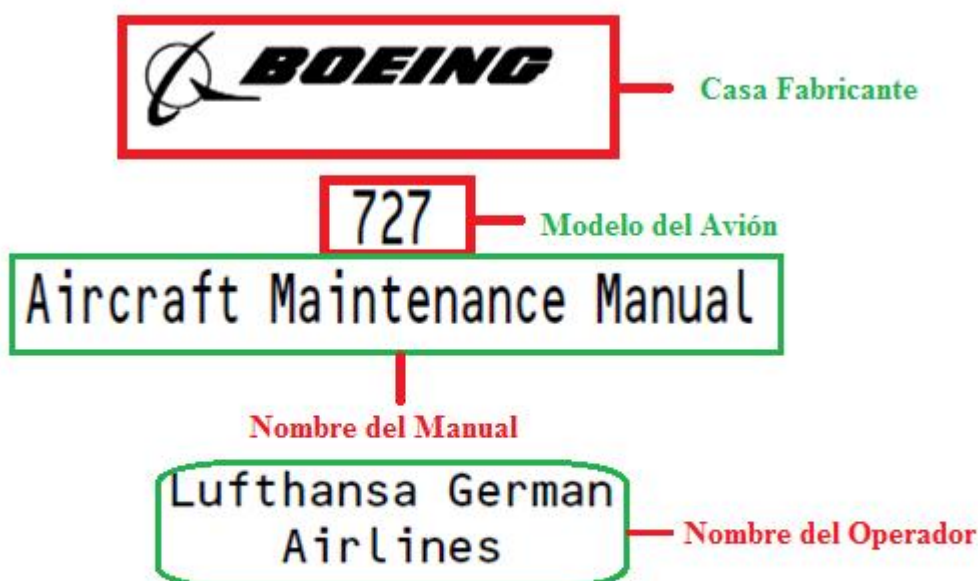 BOEING
Casa Fabricante
727
Modelo del Avión
Aircraft Maintenance Manual
Nombre del Manual
Lufthansa German
Airlines
Nombre del Operador